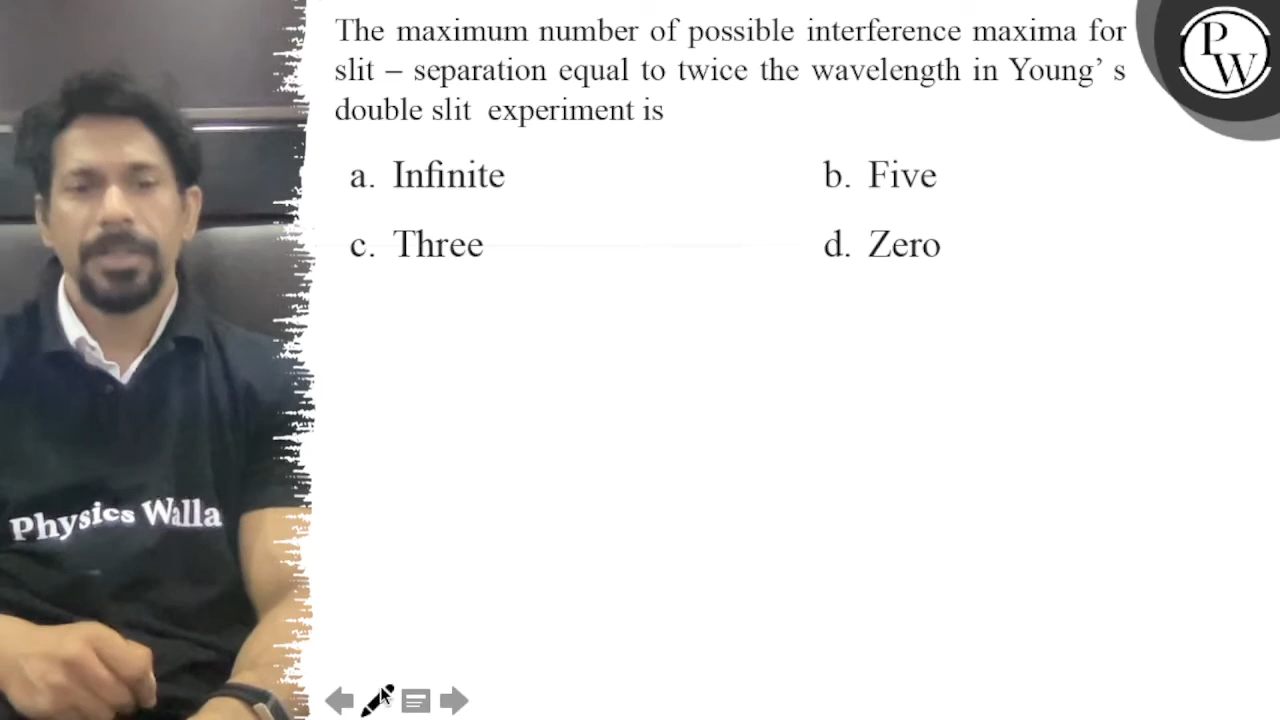 The maximum number of possible interference maxima for
slit – separation equal to twice the wavelength in Young’ s
double slit experiment is
a. Infinite
b. Five
c. Three
d. Zero
P
W
Physics Walla